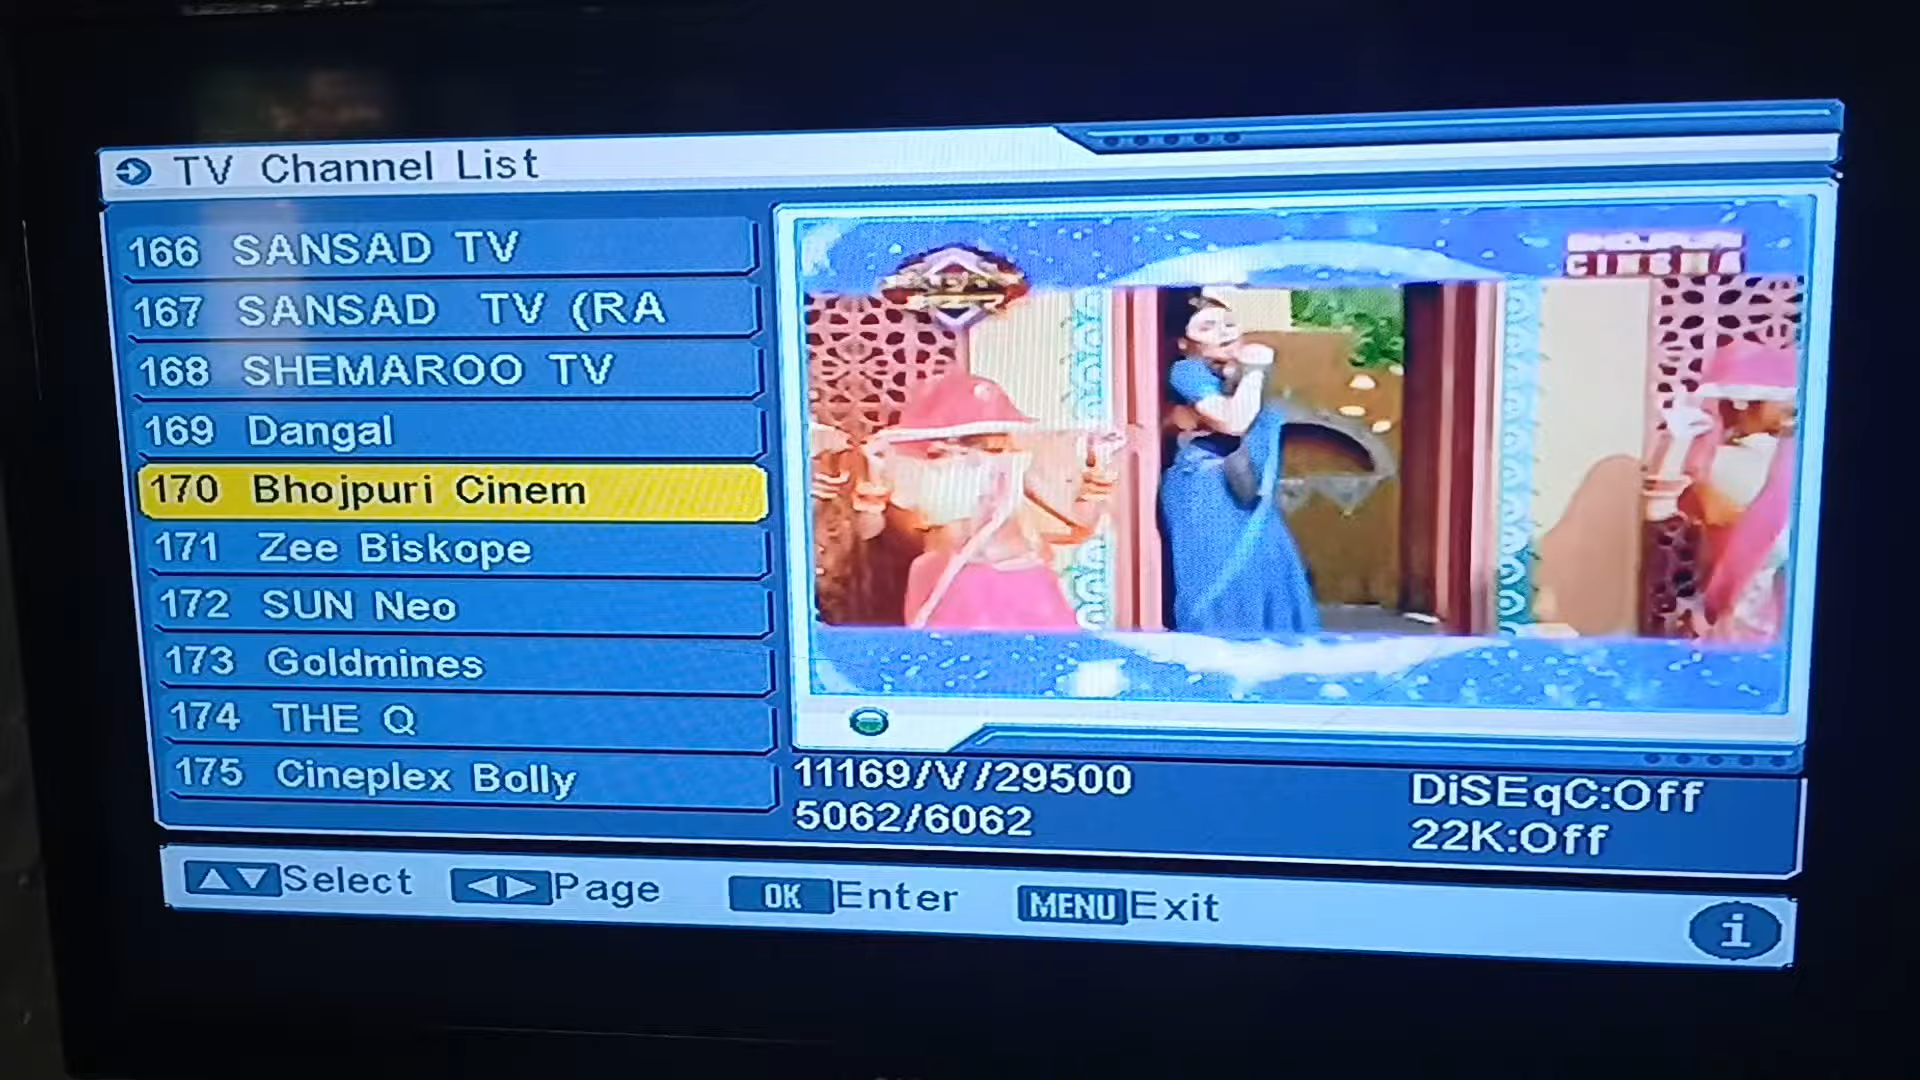 TV Channel List
166 SANSAD TV
167 SANSAD TV (RA
168 SHEMAROO TV
169 Dangal
170 Bhojpuri Cinem
171 Zee Biskope
172 SUN Neo
173 Goldmines
174 THE Q
175 Cineplex Bolly
CINEMA
11169/V/29500
5062/6062
DiSEqC:Off
22K:Off
Select
Page
OK Enter
MENU Exit
i